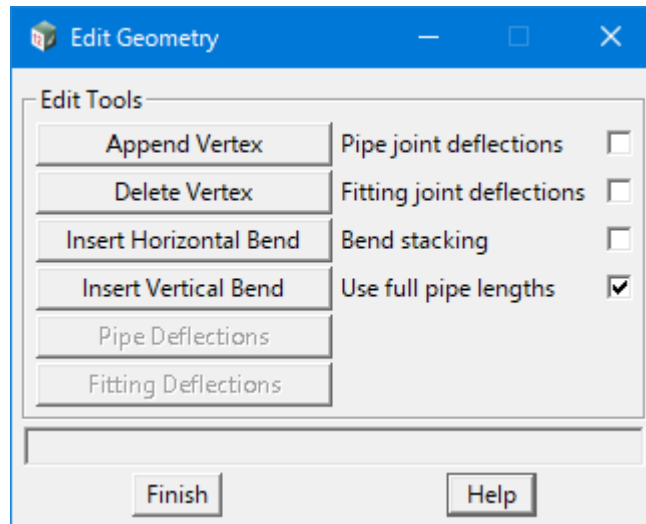 Edit Geometry
Edit Tools
Append Vertex Pipe joint deflections
Delete Vertex Fitting joint deflections
Insert Horizontal Bend Bend stacking
Insert Vertical Bend Use full pipe lengths
Pipe Deflections
Fitting Deflections
Finish Help